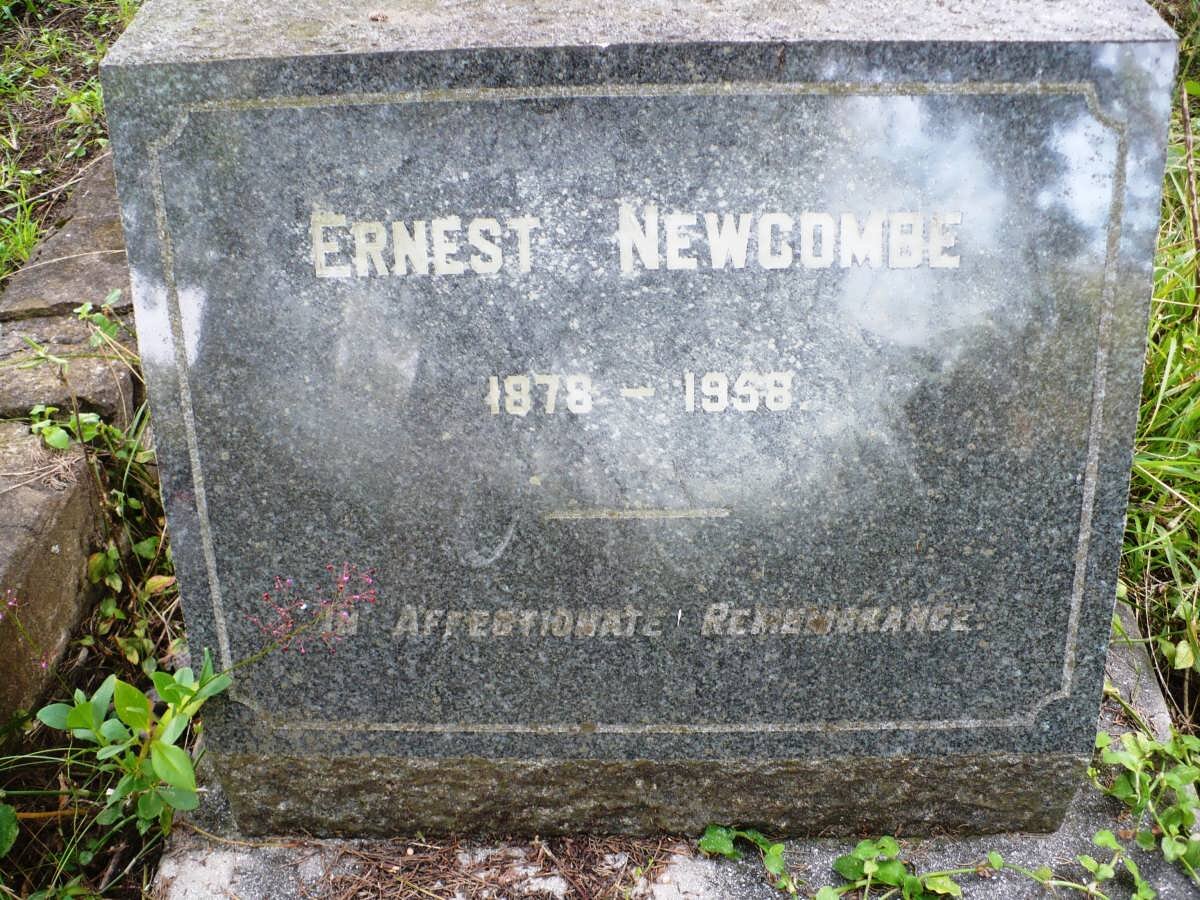 ERNEST NEWCOMBE
1878 — 1958.
IN AFFECTIONATE REMEMBRANCE.